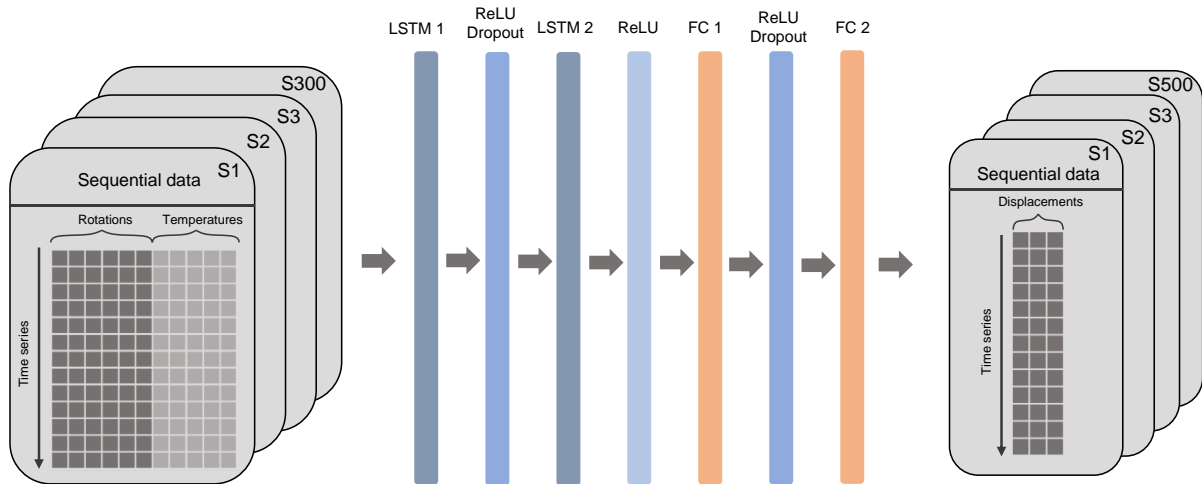 S300
S3
S2
S1
Sequential data
Rotations
Temperatures
Time series
LSTM 1
ReLU
Dropout
LSTM 2
ReLU
FC 1
ReLU
Dropout
FC 2
S500
S3
S2
S1
Sequential data
Displacements
Time series